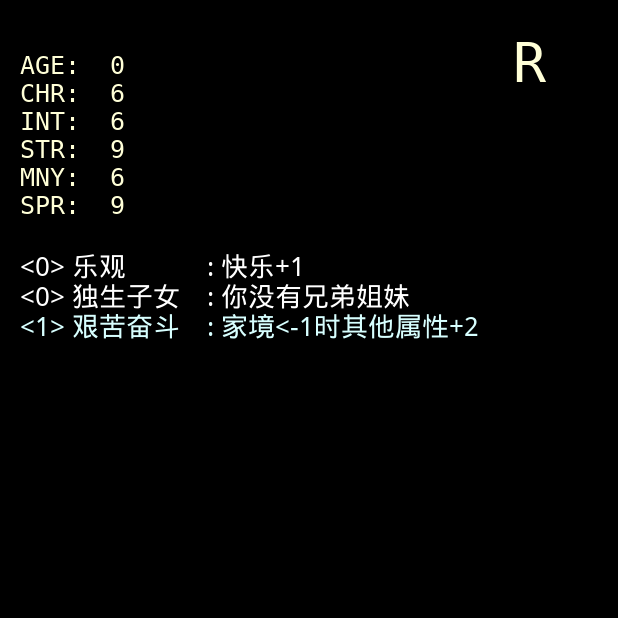 R
AGE: 0
CHR: 6
INT: 6
STR: 9
MNY: 6
SPR: 9
<0> 乐观 : 快乐+1
<0> 独生子女 : 你没有兄弟姐妹
<1> 艰苦奋斗 : 家境<-1时其他属性+2